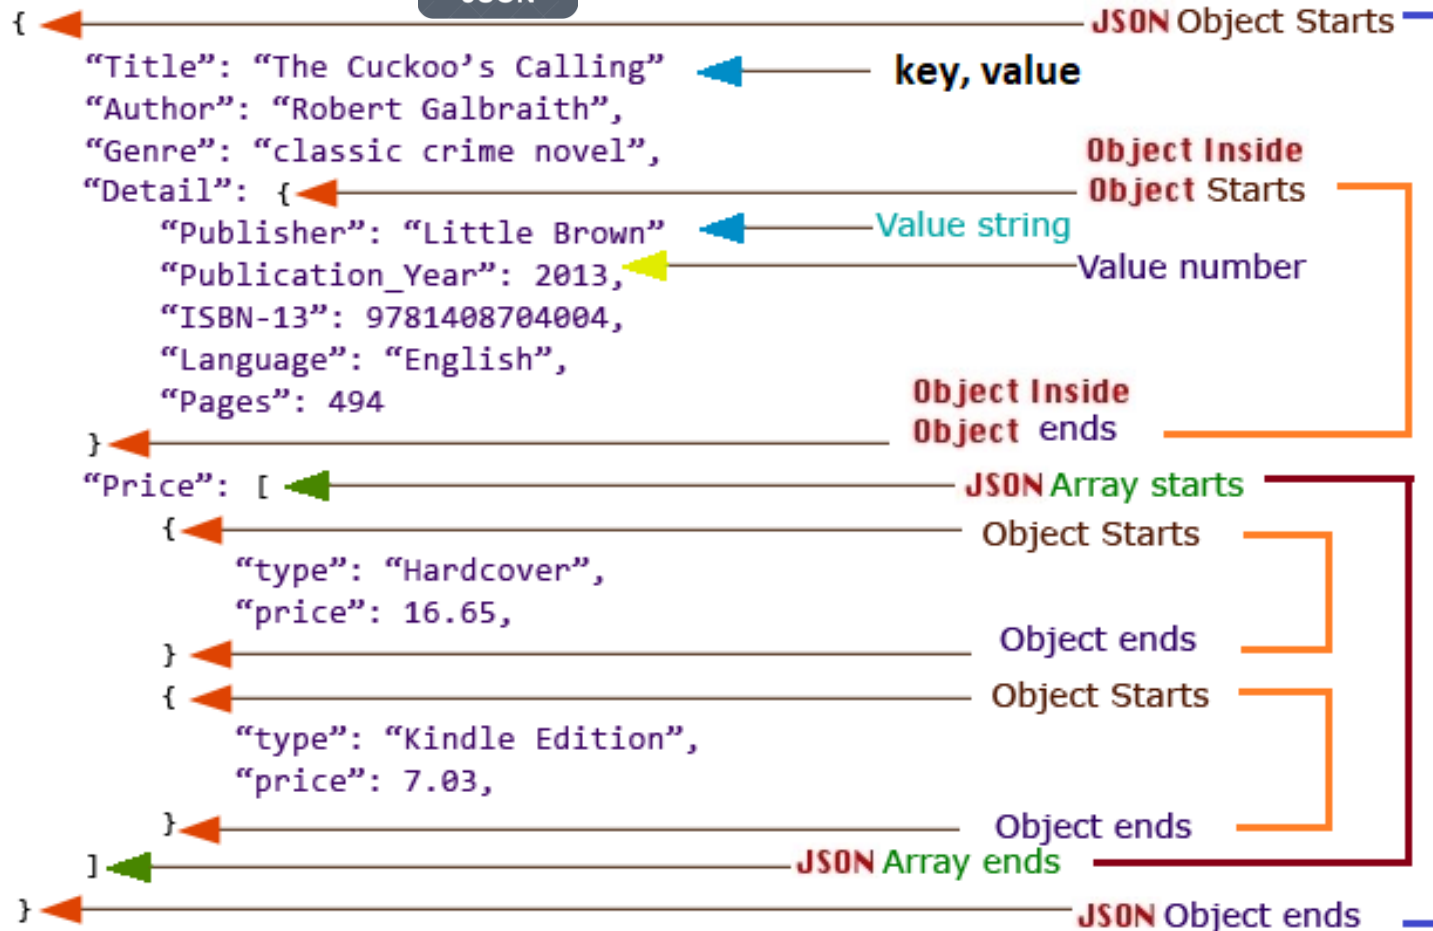 JSON
{ JSON Object Starts
“Title”: “The Cuckoo’s Calling” key, value
“Author”: “Robert Galbraith”,
“Genre”: “classic crime novel”,
Object Inside
“Detail”: { Object Starts
“Publisher”: “Little Brown” Value string
“Publication_Year”: 2013, Value number
“ISBN-13”: 9781408704004,
“Language”: “English”,
“Pages”: 494
Object Inside
} Object ends
“Price”: [ JSON Array starts
{ Object Starts
“type”: “Hardcover”,
“price”: 16.65,
} Object ends
{ Object Starts
“type”: “Kindle Edition”,
“price”: 7.03,
} Object ends
] JSON Array ends
} JSON Object ends